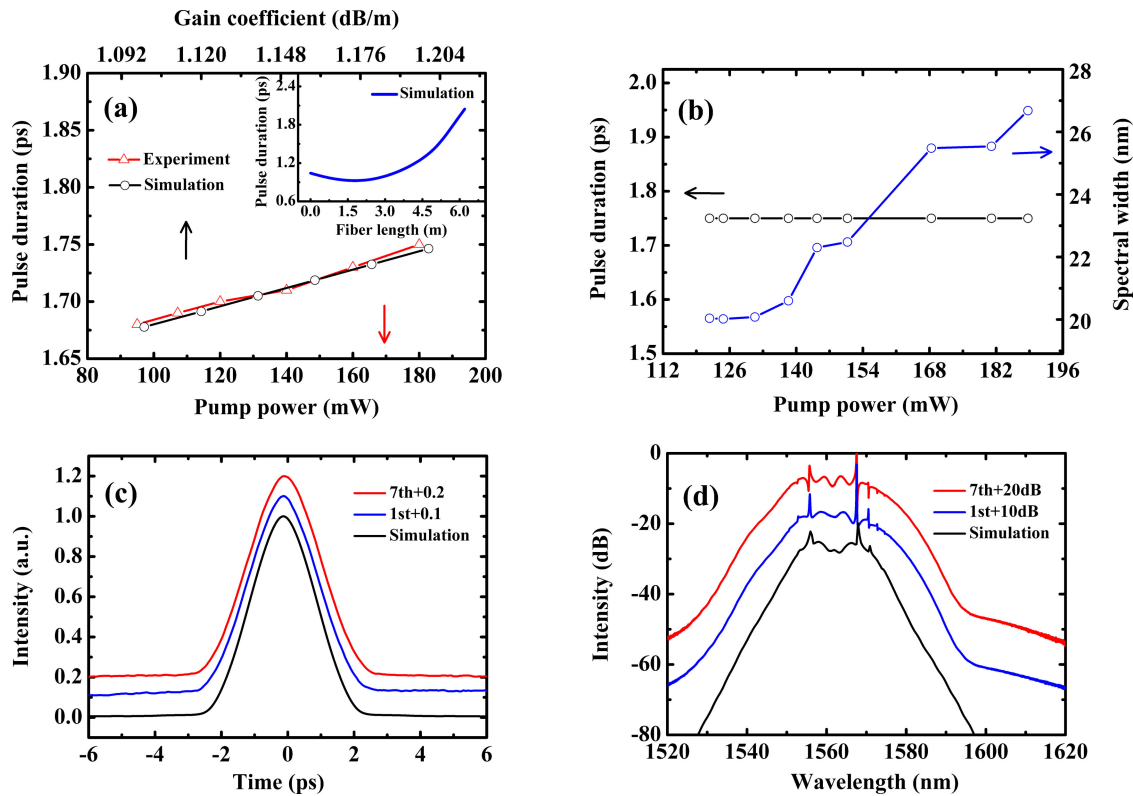 Gain coefficient (dB/m)
1.092 1.120 1.148 1.176 1.204
1.90
1.85
1.80
1.75
1.70
1.65
Pulse duration (ps)
(a)
Experiment
Simulation
80 100 120 140 160 180 200
Pump power (mW)
Simulation
Pulse duration (ps)
2.4
1.8
1.2
0.6
0.0 1.5 3.0 4.5 6.0
Fiber length (m)
(b)
Pulse duration (ps)
2.0
1.9
1.8
1.7
1.6
1.5
28
26
24
22
20
Spectral width (nm)
112 126 140 154 168 182 196
Pump power (mW)
(c)
Intensity (a.u.)
1.2
1.0
0.8
0.6
0.4
0.2
0.0
7th+0.2
1st+0.1
Simulation
-6 -4 -2 0 2 4 6
Time (ps)
(d)
Intensity (dB)
0
-20
-40
-60
-80
7th+20dB
1st+10dB
Simulation
1520 1540 1560 1580 1600 1620
Wavelength (nm)